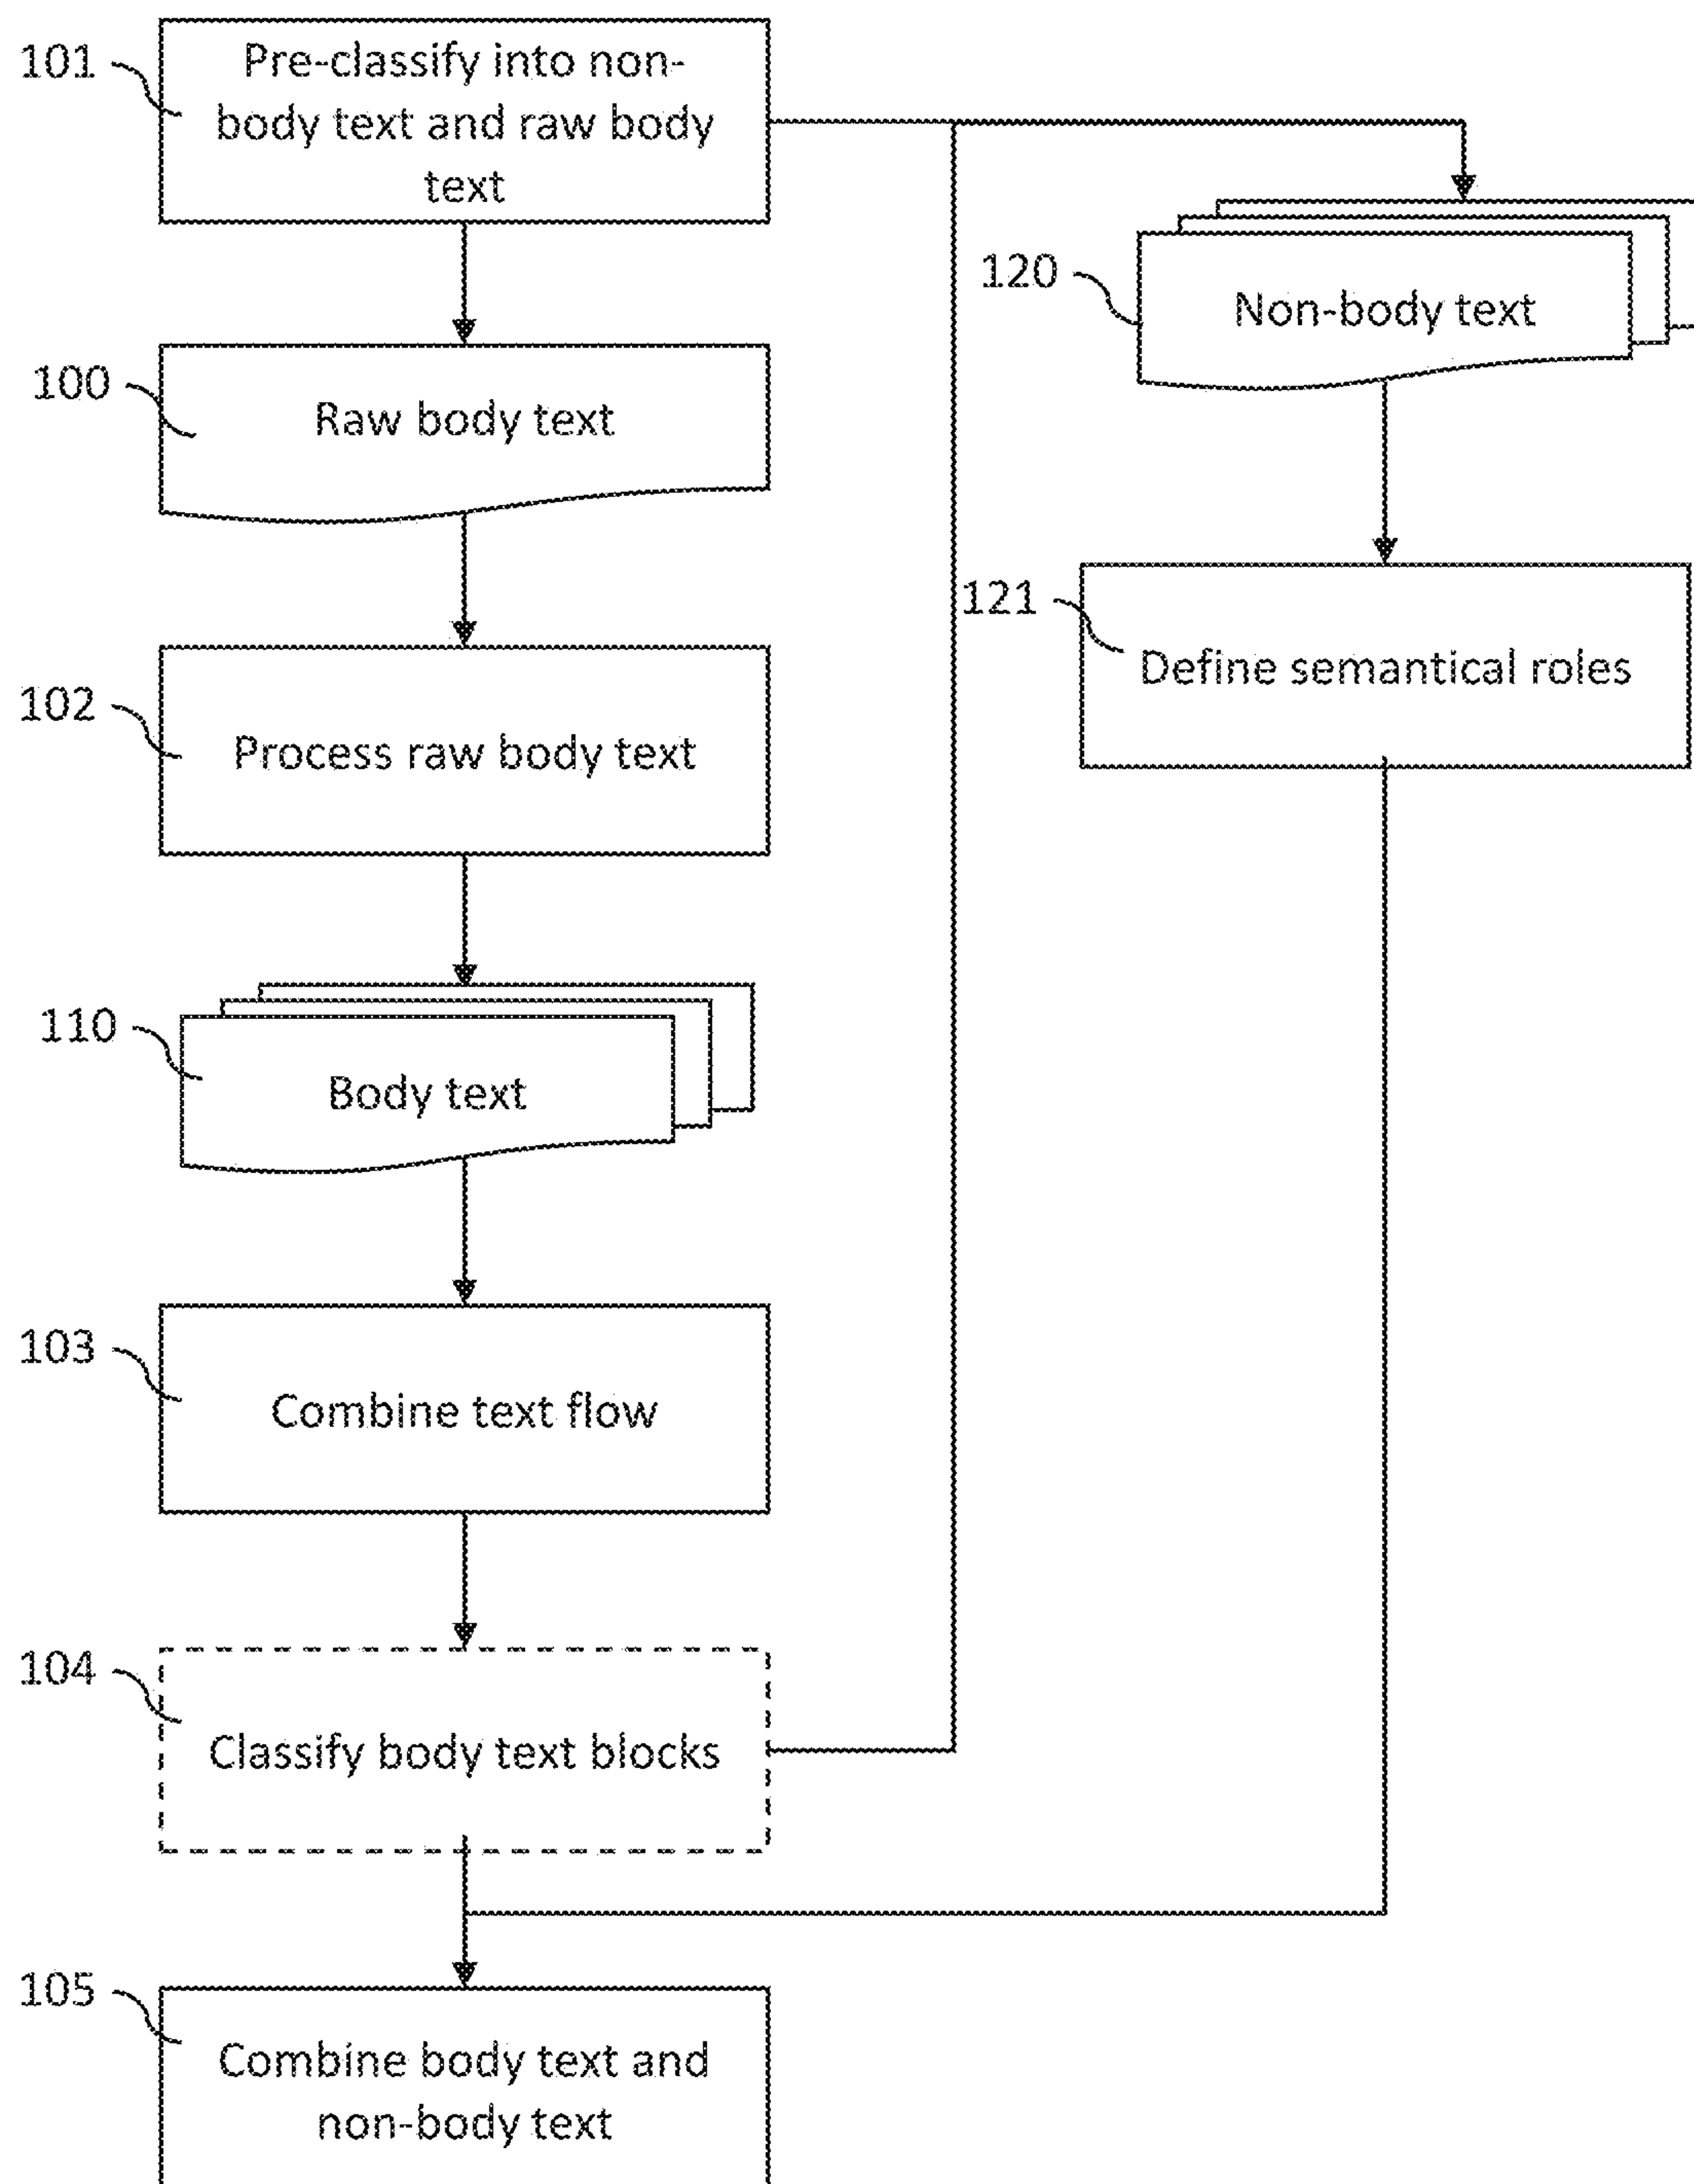 101
Pre-classify into non-
body text and raw body
text
120
Non-body text
100
Raw body text
121
Define semantical roles
102
Process raw body text
110
Body text
103
Combine text flow
104
Classify body text blocks
105
Combine body text and
non-body text